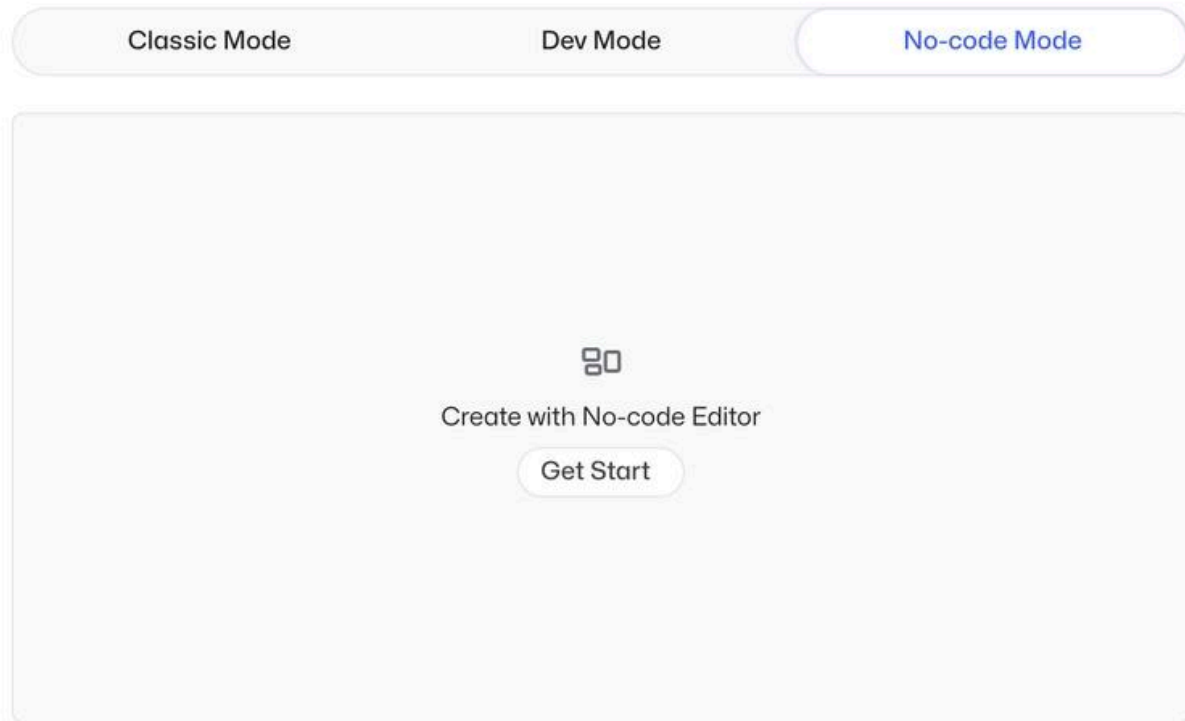 Classic Mode
Dev Mode
No-code Mode
Create with No-code Editor
Get Start